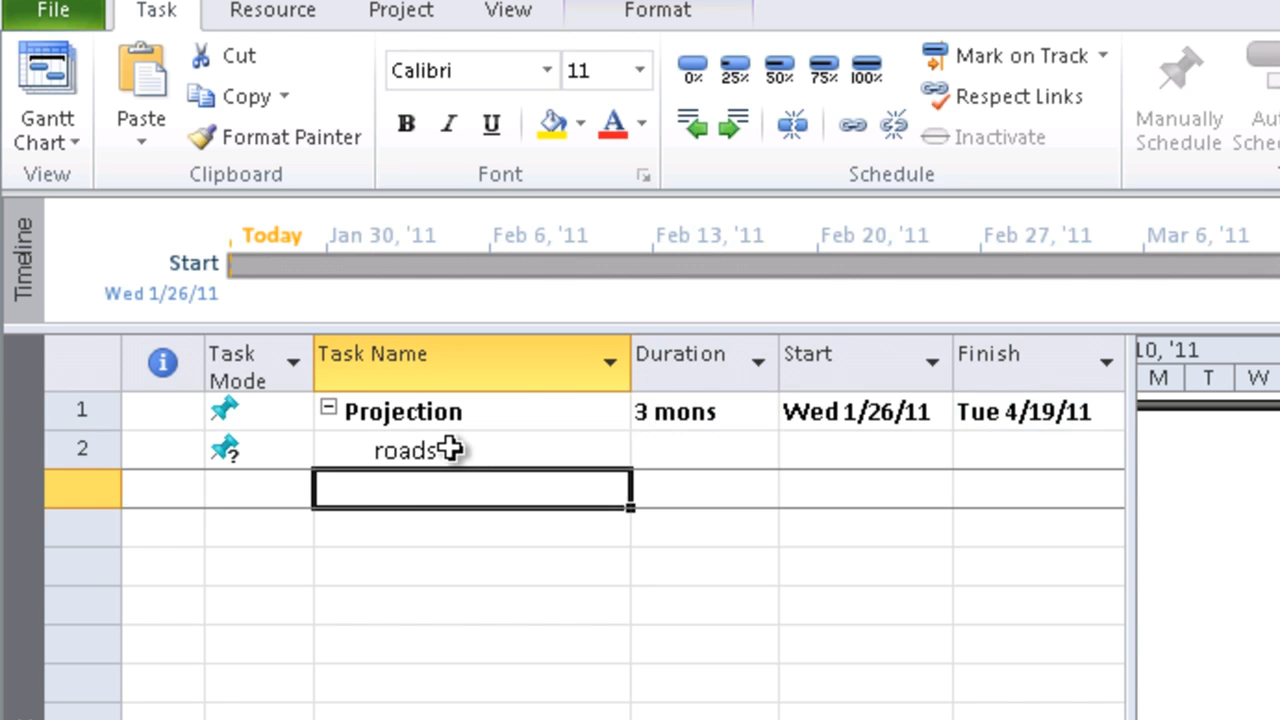 File Task Resource Project View Format
Gantt Chart
View
Paste
Cut
Copy
Format Painter
Clipboard
Calibri 11
B I U A
Font
0% 25% 50% 75% 100%
Mark on Track
Respect Links
Inactivate
Schedule
Manually Schedule
Timeline
Today Jan 30, '11 Feb 6, '11 Feb 13, '11 Feb 20, '11 Feb 27, '11 Mar 6, '11
Start
Wed 1/26/11
Task Mode Task Name Duration Start Finish
10, '11
M T W
1 Projection 3 mons Wed 1/26/11 Tue 4/19/11
2 ? roads